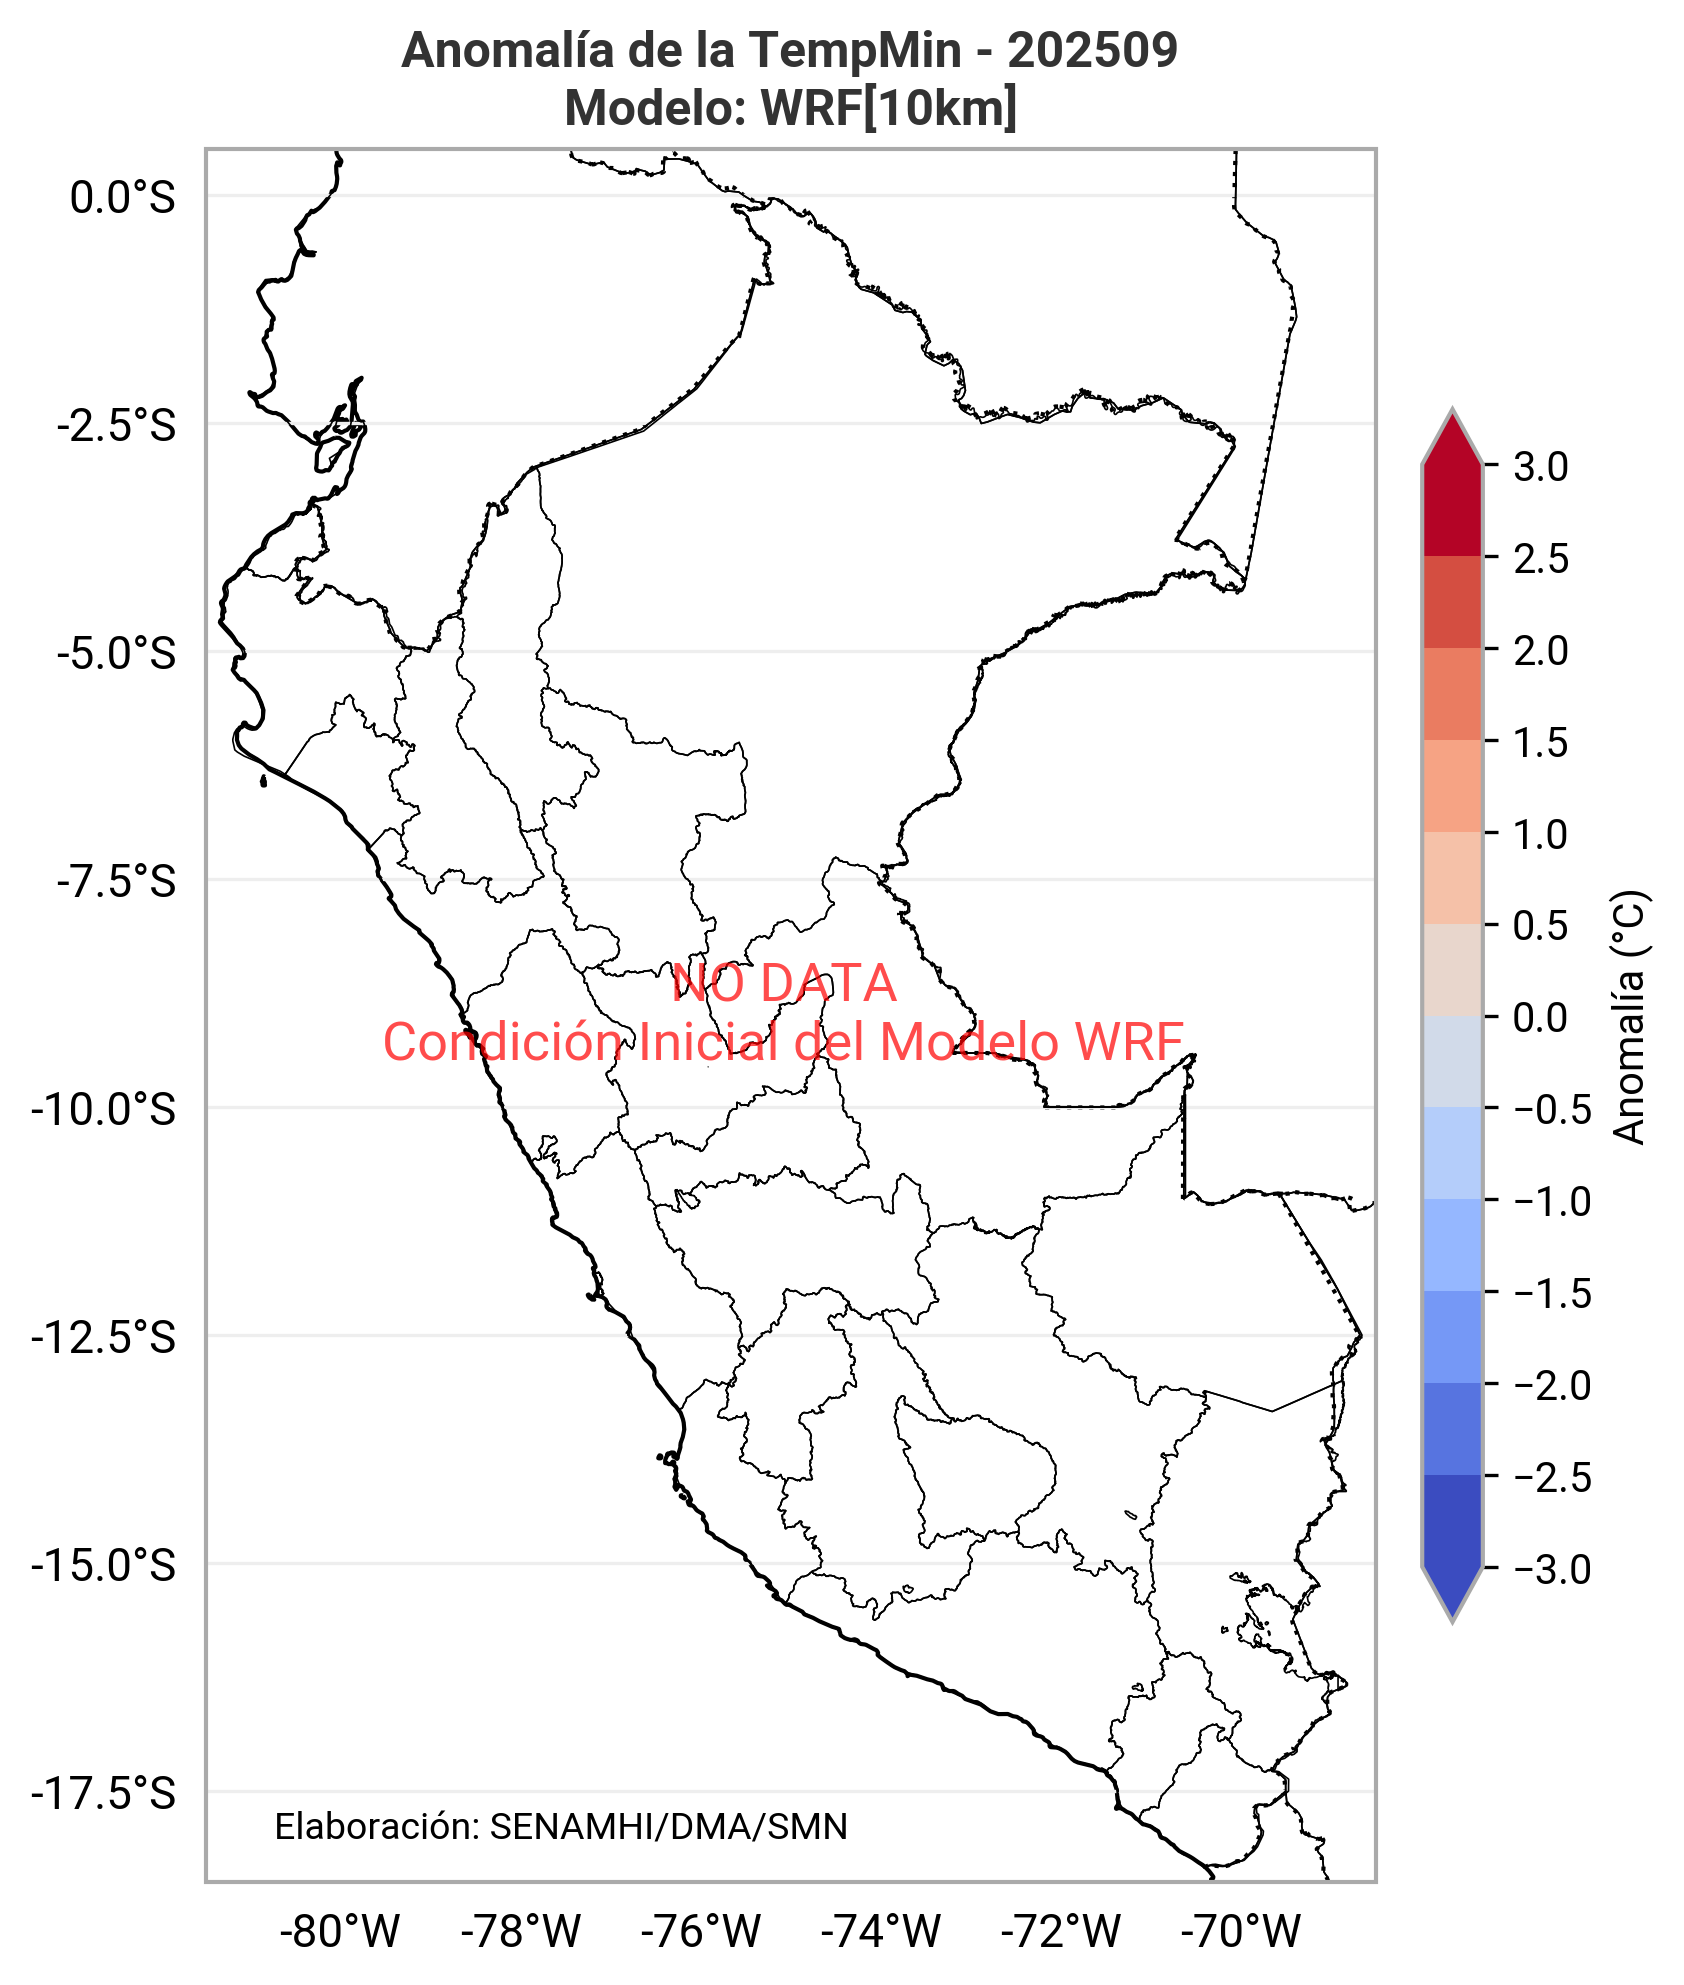 Anomalía de la TempMin - 202509
Modelo: WRF[10km]
0.0°S
-2.5°S
-5.0°S
-7.5°S
-10.0°S
-12.5°S
-15.0°S
-17.5°S
NO DATA
Condición Inicial del Modelo WRF
Elaboración: SENAMHI/DMA/SMN
-80°W
-78°W
-76°W
-74°W
-72°W
-70°W
3.0
2.5
2.0
1.5
1.0
0.5
0.0
−0.5
−1.0
−1.5
−2.0
−2.5
−3.0
Anomalía (°C)